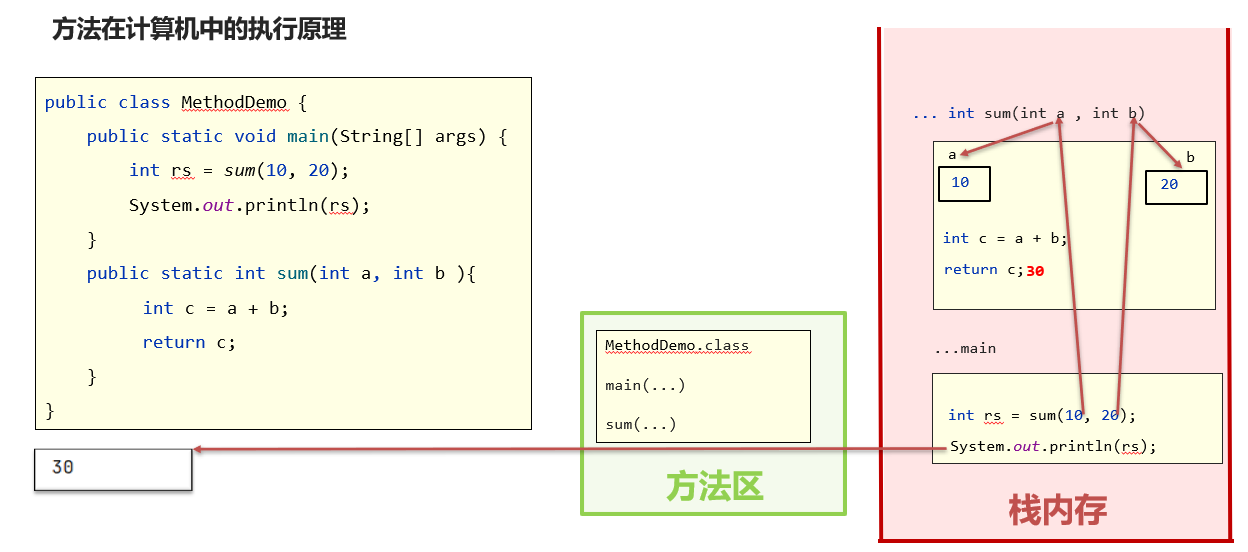 方法在计算机中的执行原理
public class MethodDemo {
public static void main(String[] args) {
int rs = sum(10, 20);
System.out.println(rs);
}
public static int sum(int a, int b ){
int c = a + b;
return c;
}
}
30
MethodDemo.class
main(...)
sum(...)
方法区
... int sum(int a , int b)
a
b
10
20
int c = a + b;
return c;30
...main
int rs = sum(10, 20);
System.out.println(rs);
栈内存